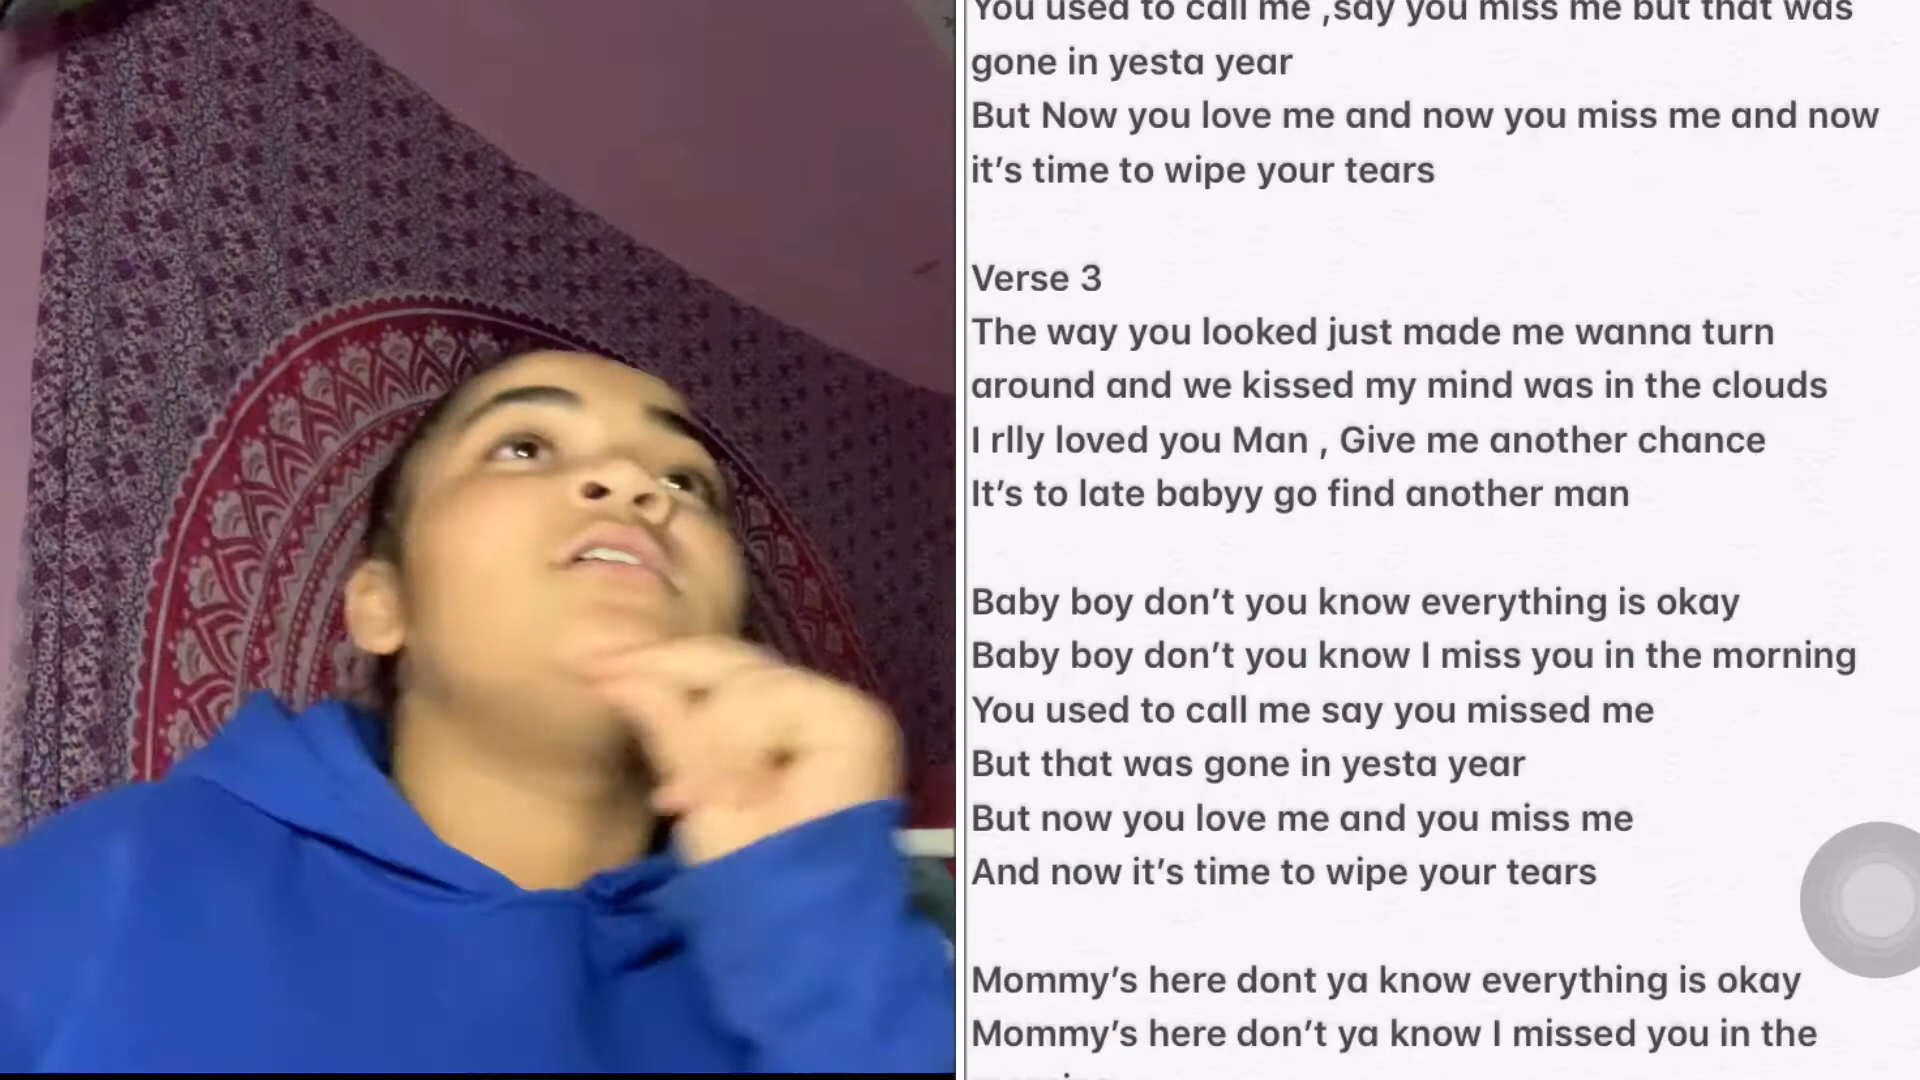 You used to call me ,say you miss me but that was
gone in yesta year
But Now you love me and now you miss me and now
it’s time to wipe your tears
Verse 3
The way you looked just made me wanna turn
around and we kissed my mind was in the clouds
I rlly loved you Man , Give me another chance
It’s to late babyy go find another man
Baby boy don’t you know everything is okay
Baby boy don’t you know I miss you in the morning
You used to call me say you missed me
But that was gone in yesta year
But now you love me and you miss me
And now it’s time to wipe your tears
Mommy’s here dont ya know everything is okay
Mommy’s here don’t ya know I missed you in the